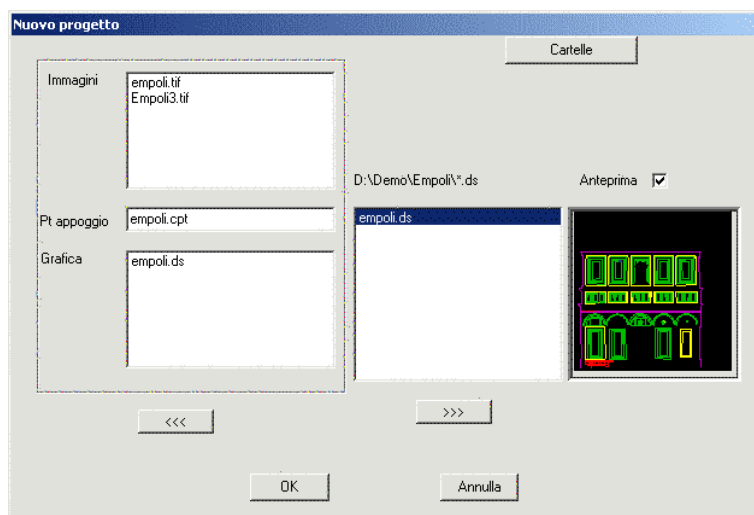 Nuovo progetto
Cartelle
Immagini
empoli.tif
Empoli3.tif
D:\Demo\Empoli\*.ds
Anteprima
Pt appoggio
empoli.cpt
empoli.ds
Grafica
empoli.ds
<<<
>>>
OK
Annulla